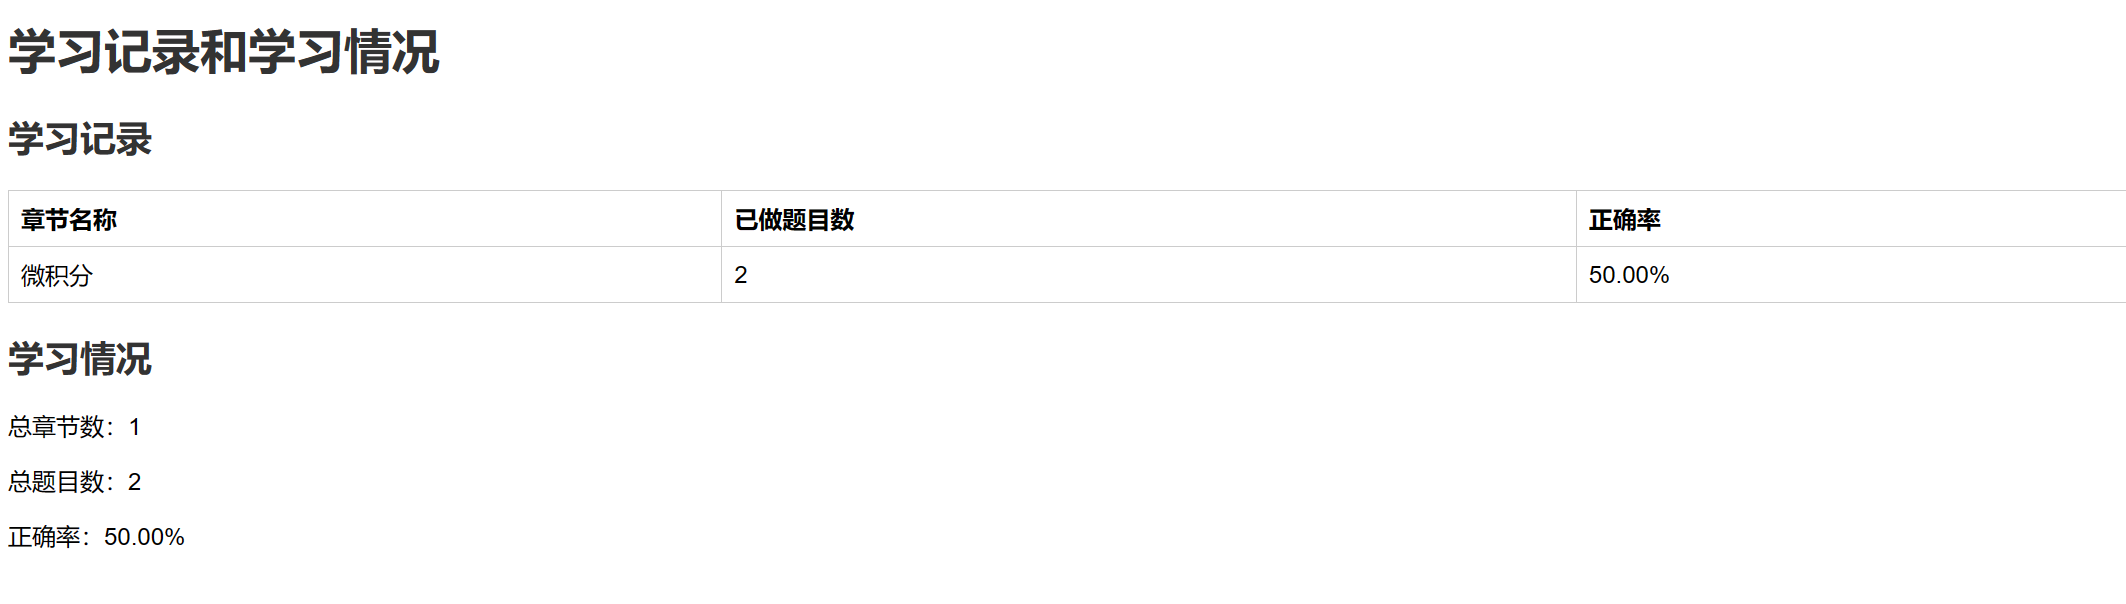 学习记录和学习情况
学习记录
章节名称 已做题目数 正确率
微积分 2 50.00%
学习情况
总章节数：1
总题目数：2
正确率：50.00%